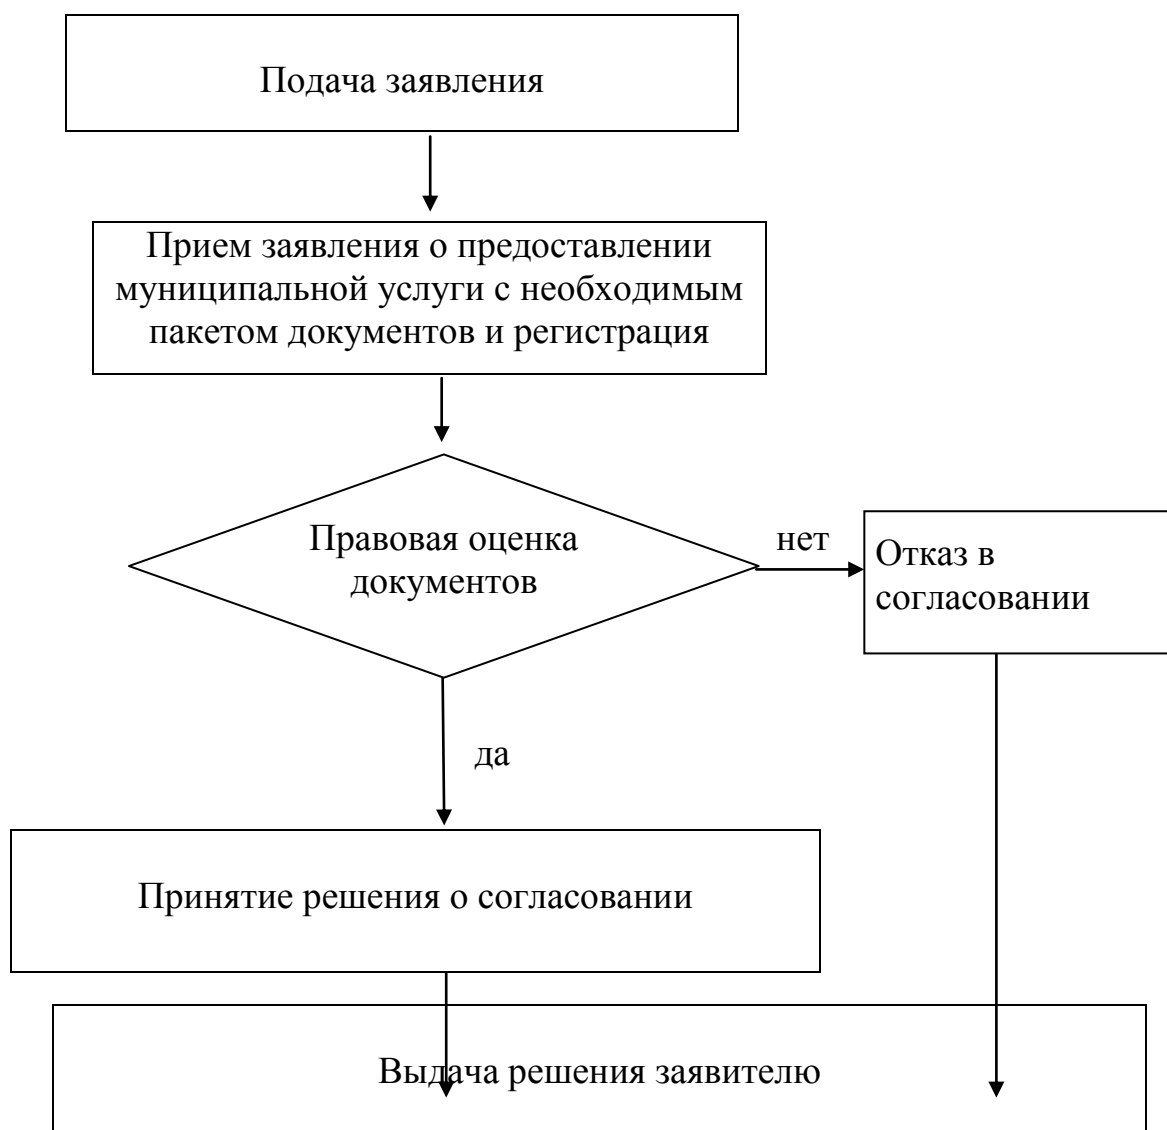 Подача заявления
Прием заявления о предоставлении
муниципальной услуги с необходимым
пакетом документов и регистрация
Правовая оценка
документов
нет
Отказ в
согласовании
да
Принятие решения о согласовании
Выдача решения заявителю